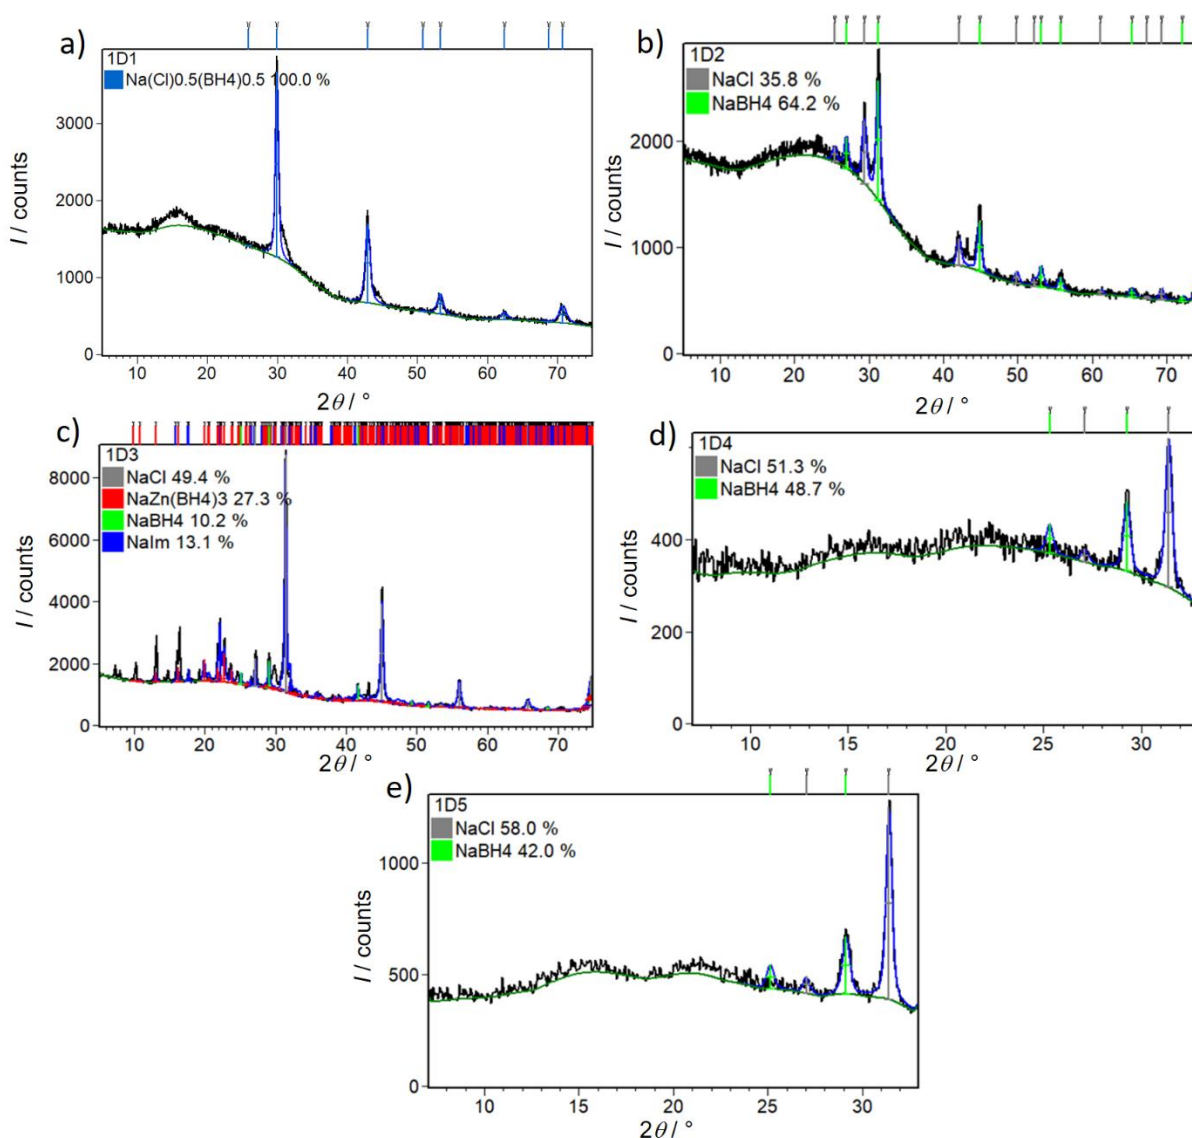 a)
1D1
Na(Cl)0.5(BH4)0.5 100.0 %
I / counts
3000
2000
1000
0
10 20 30 40 50 60 70
2θ / °
b)
1D2
NaCl 35.8 %
NaBH4 64.2 %
I / counts
2000
1000
0
10 20 30 40 50 60 70
2θ / °
c)
1D3
NaCl 49.4 %
NaZn(BH4)3 27.3 %
NaBH4 10.2 %
NaIm 13.1 %
I / counts
8000
6000
4000
2000
0
10 20 30 40 50 60 70
2θ / °
d)
1D4
NaCl 51.3 %
NaBH4 48.7 %
I / counts
400
200
0
10 15 20 25 30
2θ / °
e)
1D5
NaCl 58.0 %
NaBH4 42.0 %
I / counts
1000
500
0
10 15 20 25 30
2θ / °